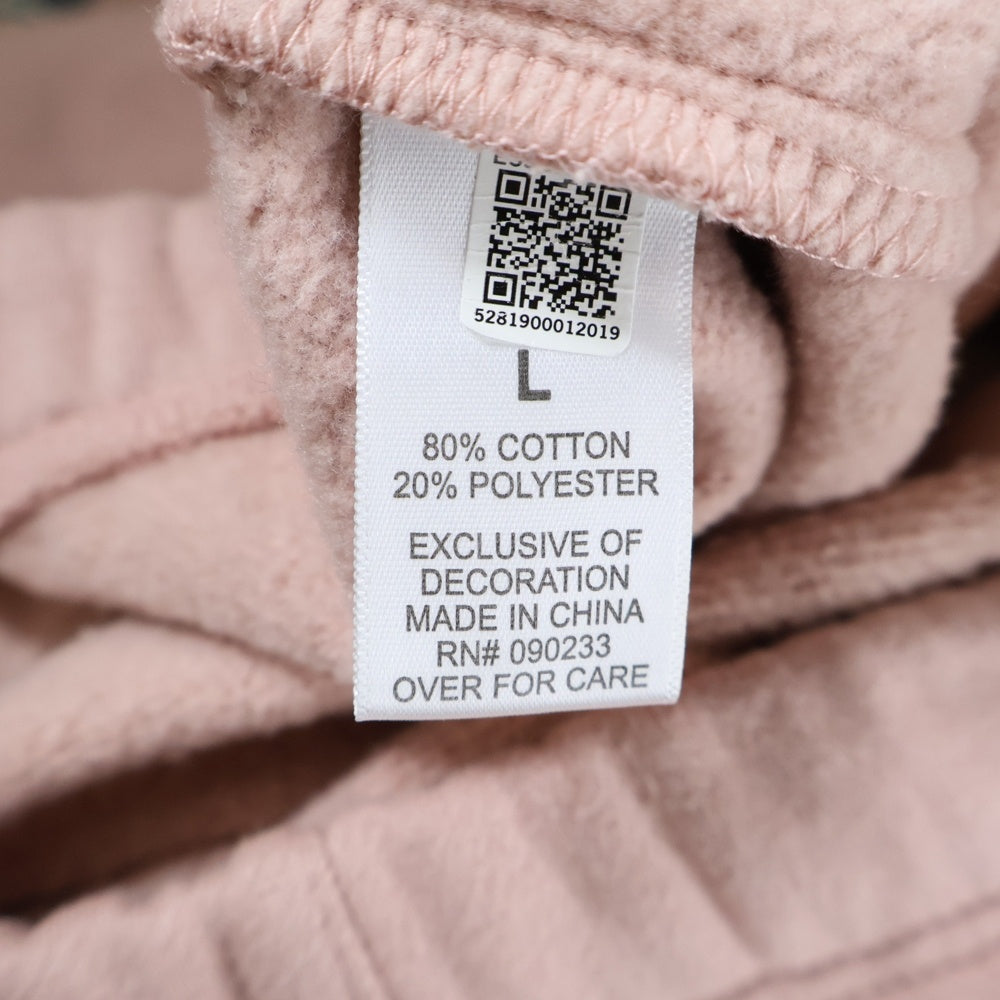 5281900012019
L
80% COTTON
20% POLYESTER
EXCLUSIVE OF
DECORATION
MADE IN CHINA
RN# 090233
OVER FOR CARE